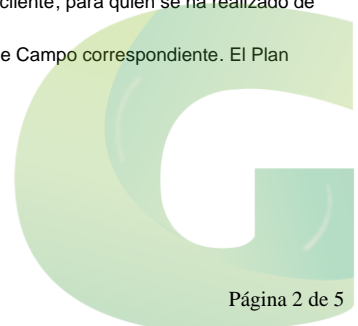 cliente, para quien se ha realizado de
e Campo correspondiente. El Plan
Página 2 de 5